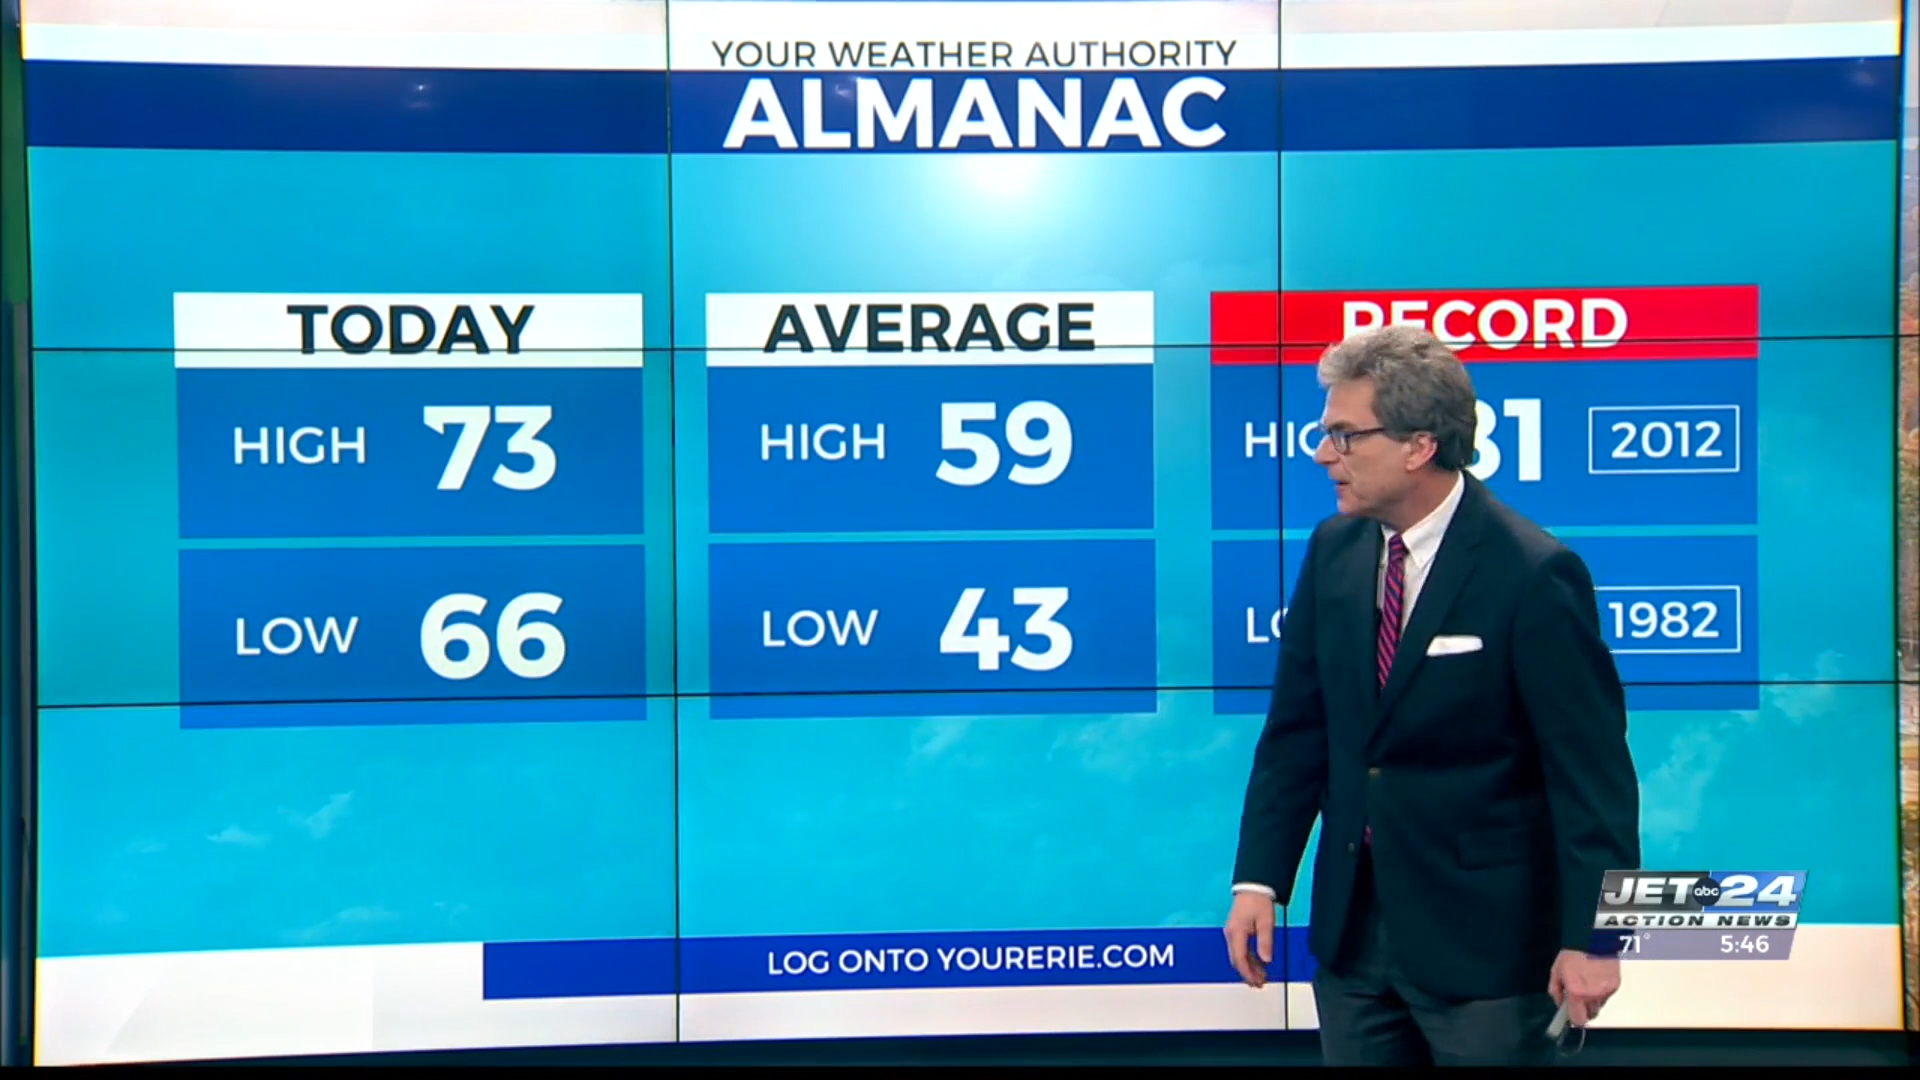 YOUR WEATHER AUTHORITY
ALMANAC
TODAY
HIGH 73
LOW 66
AVERAGE
HIGH 59
LOW 43
RECORD
2012
1982
LOG ONTO YOURERIE.COM
JET abc 24
ACTION NEWS
71° 5:46